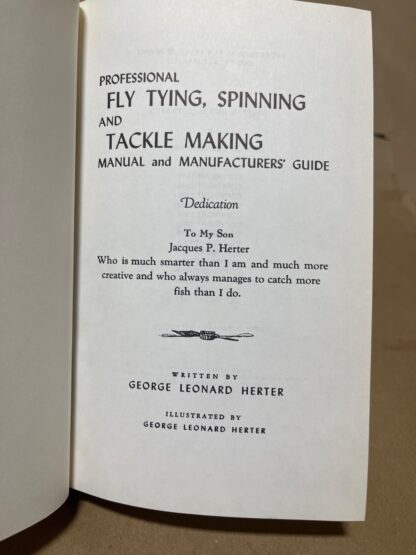 PROFESSIONAL
FLY TYING, SPINNING
AND
TACKLE MAKING
MANUAL and MANUFACTURERS' GUIDE
Dedication
To My Son
Jacques P. Herter
Who is much smarter than I am and much more
creative and who always manages to catch more
fish than I do.
WRITTEN BY
GEORGE LEONARD HERTER
ILLUSTRATED BY
GEORGE LEONARD HERTER